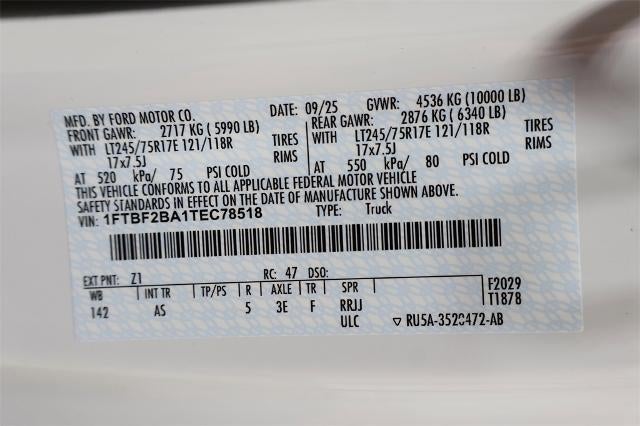 MFD. BY FORD MOTOR CO. DATE: 09/25 GVWR: 4536 KG (10000 LB)
FRONT GAWR: 2717 KG ( 5990 LB) REAR GAWR: 2876 KG ( 6340 LB)
WITH LT245/75R17E 121/118R TIRES WITH LT245/75R17E 121/118R TIRES
17x7.5J RIMS 17x7.5J RIMS
AT 520 kPa/ 75 PSI COLD AT 550 kPa/ 80 PSI COLD
THIS VEHICLE CONFORMS TO ALL APPLICABLE FEDERAL MOTOR VEHICLE
SAFETY STANDARDS IN EFFECT ON THE DATE OF MANUFACTURE SHOWN ABOVE.
VIN: 1FTBF2BA1TEC78518 TYPE: Truck
EXT PNT: Z1 RC: 47 DSO:
WB INT TR TP/PS R AXLE TR SPR F2029
142 AS 5 3E F RRJJ T1878
ULC ▽ RU5A-3520472-AB